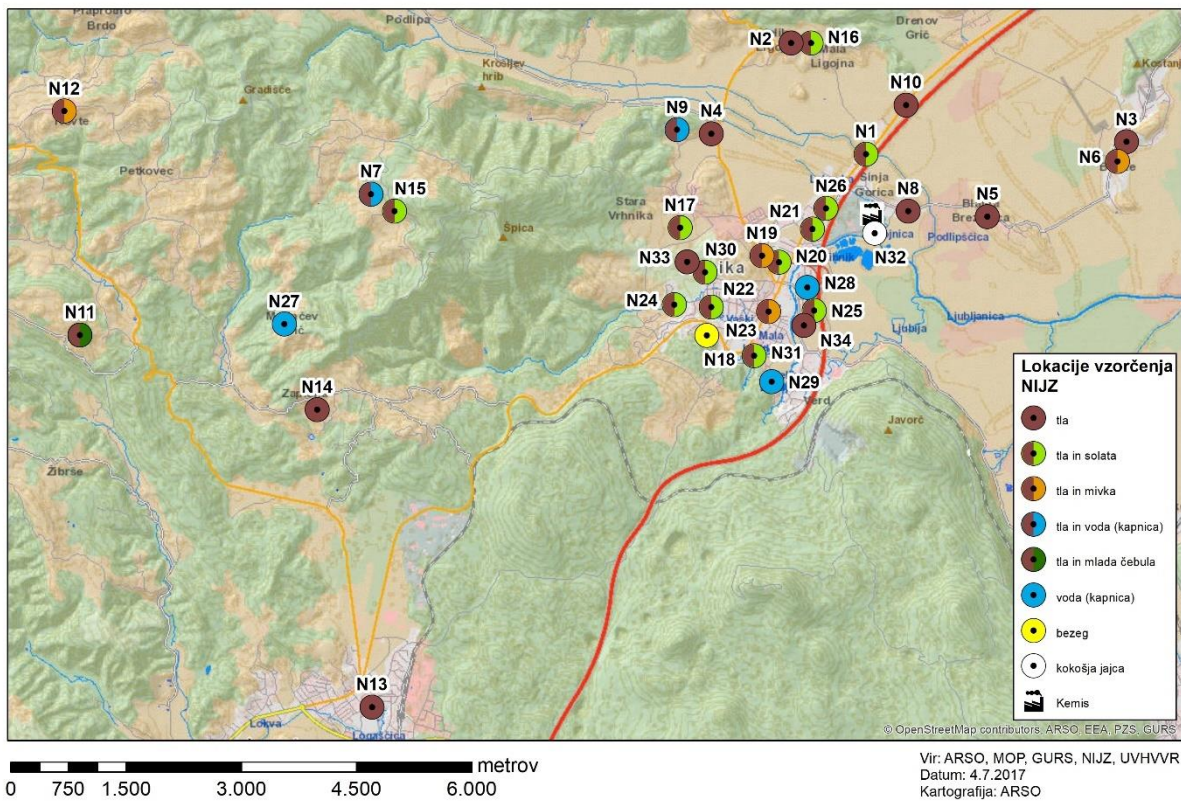 Praprotno
Brdo
Podlipa
Drenov
Grič
N2
N16
Mala
Ligojna
Krošljev
hrib
N12
Gradišče
N10
Kostanj
N9
N4
N3
N1
N6
Petkovec
N7
N15
N26
Sinja
Gorica
N8
N5
Stara
Vrhnika
N17
N21
Podlipščica
Špica
N19
N33
N30
N20
N32
N28
N24
N22
N25
Ljubljanica
N11
N27
N23
Mala
N34
Ljubija
N18
N31
N29
Verd
N14
Javorč
Žibrše
N13
Lokva
Logaščica
Lokacije vzorčenja
NIJZ
tla
tla in solata
tla in mivka
tla in voda (kapnica)
tla in mlada čebula
voda (kapnica)
bezeg
kokošja jajca
Kemis
© OpenStreetMap contributors, ARSO, EEA, PZS, GURS
metrov
0 750 1.500 3.000 4.500 6.000
Vir: ARSO, MOP, GURS, NIJZ, UVHVVR
Datum: 4.7.2017
Kartografija: ARSO